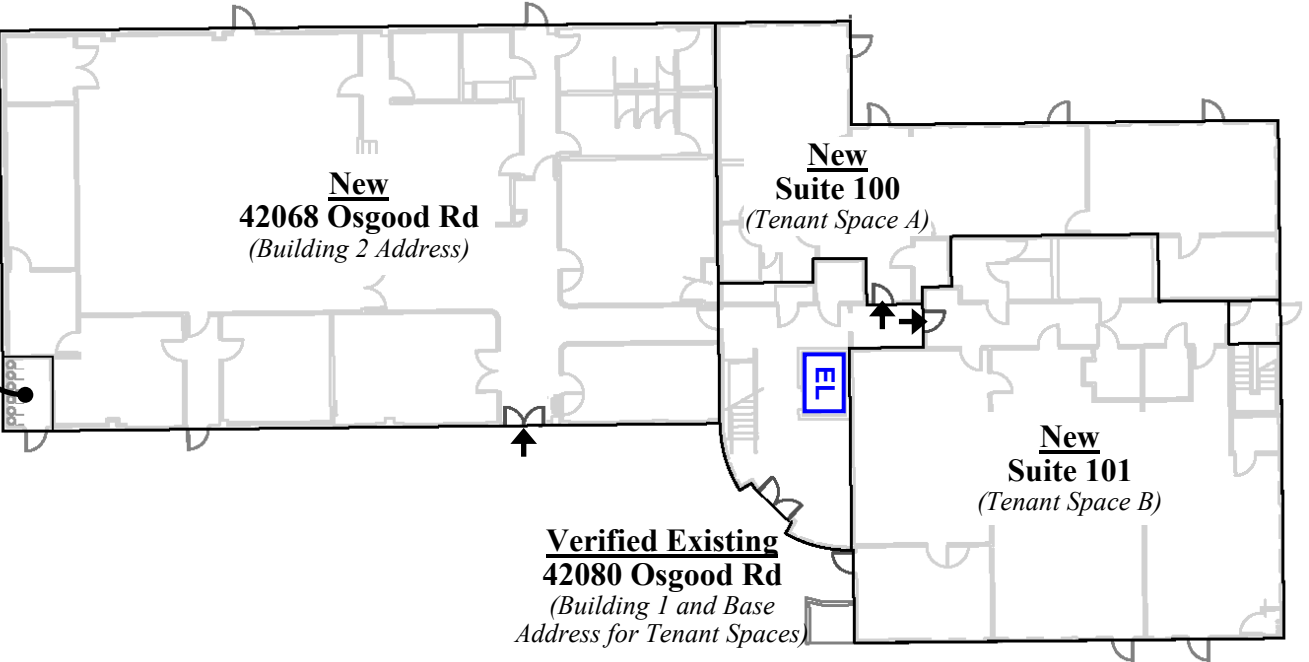 New
42068 Osgood Rd
(Building 2 Address)
New
Suite 100
(Tenant Space A)
EL
New
Suite 101
(Tenant Space B)
Verified Existing
42080 Osgood Rd
(Building 1 and Base
Address for Tenant Spaces)